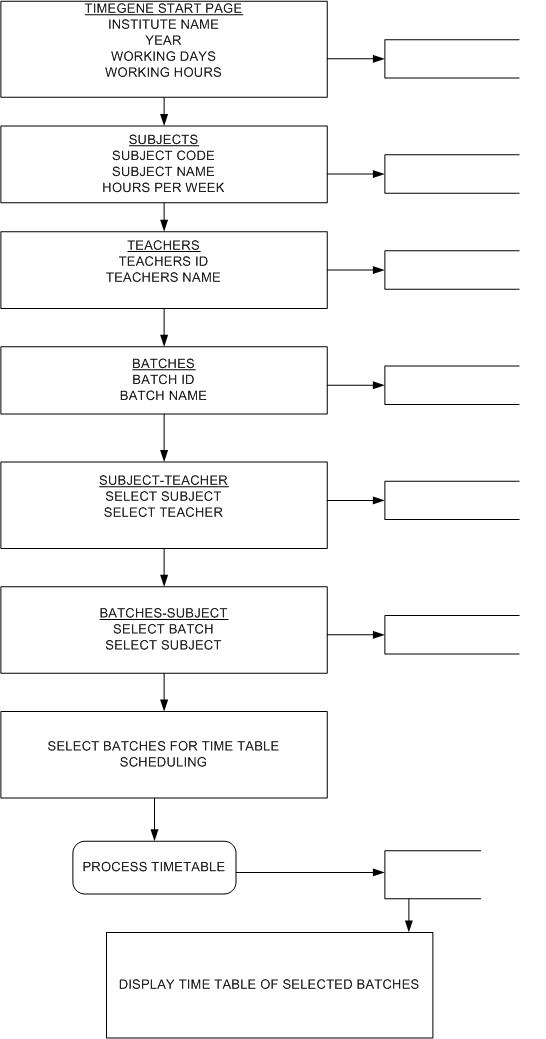 TIMEGENE START PAGE
INSTITUTE NAME
YEAR
WORKING DAYS
WORKING HOURS
SUBJECTS
SUBJECT CODE
SUBJECT NAME
HOURS PER WEEK
TEACHERS
TEACHERS ID
TEACHERS NAME
BATCHES
BATCH ID
BATCH NAME
SUBJECT-TEACHER
SELECT SUBJECT
SELECT TEACHER
BATCHES-SUBJECT
SELECT BATCH
SELECT SUBJECT
SELECT BATCHES FOR TIME TABLE
SCHEDULING
PROCESS TIMETABLE
DISPLAY TIME TABLE OF SELECTED BATCHES